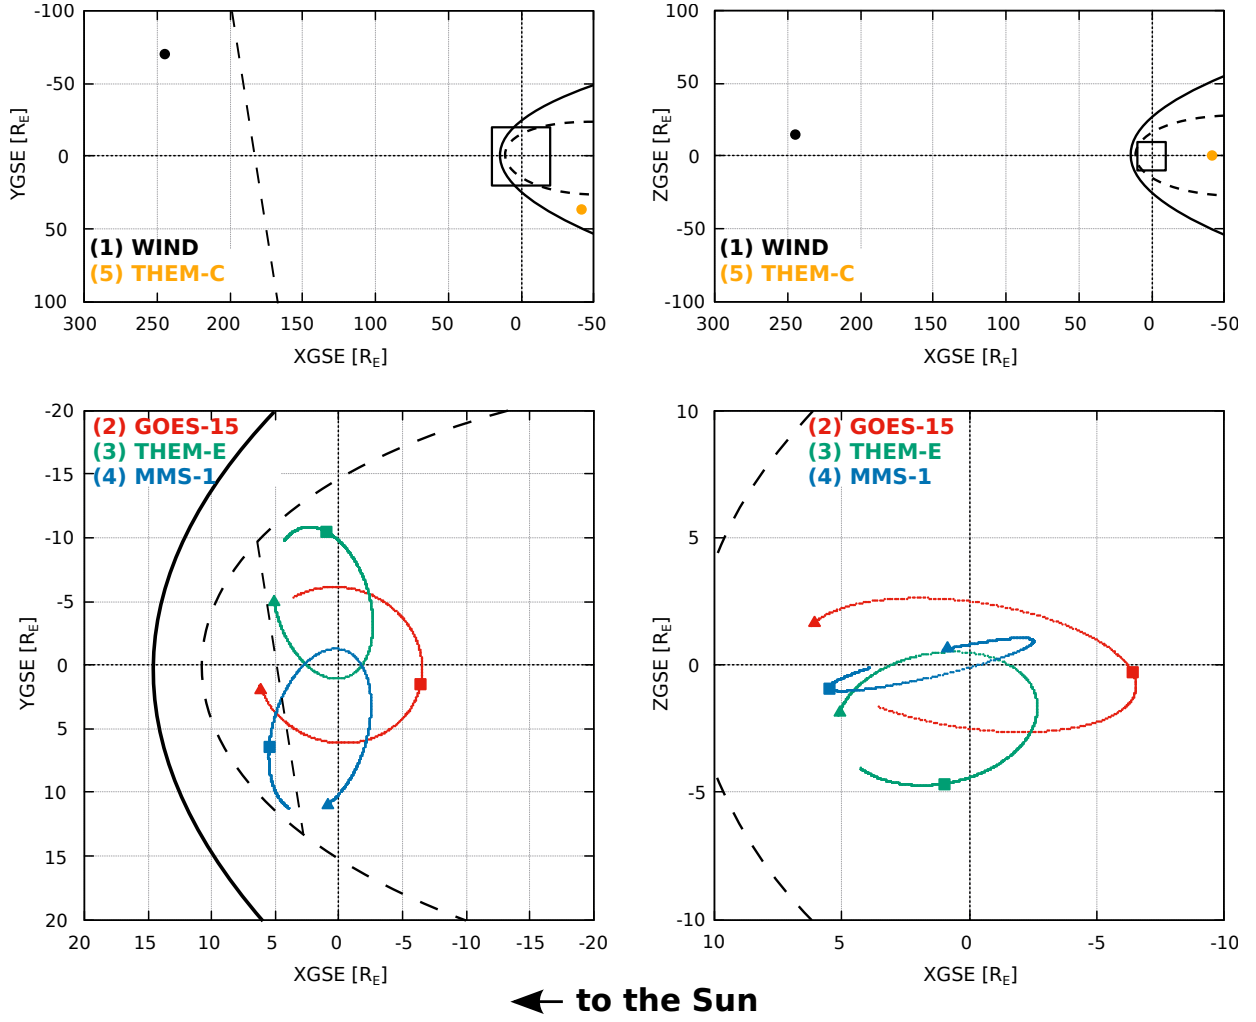 -100
-50
0
50
100
YGSE [RE]
(1) WIND
(5) THEM-C
300 250 200 150 100 50 0 -50
XGSE [RE]
100
50
0
-50
-100
ZGSE [RE]
(1) WIND
(5) THEM-C
300 250 200 150 100 50 0 -50
XGSE [RE]
-20
-15
-10
-5
0
5
10
15
20
YGSE [RE]
(2) GOES-15
(3) THEM-E
(4) MMS-1
20 15 10 5 0 -5 -10 -15 -20
XGSE [RE]
10
5
0
-5
-10
ZGSE [RE]
(2) GOES-15
(3) THEM-E
(4) MMS-1
10 5 0 -5 -10
XGSE [RE]
to the Sun